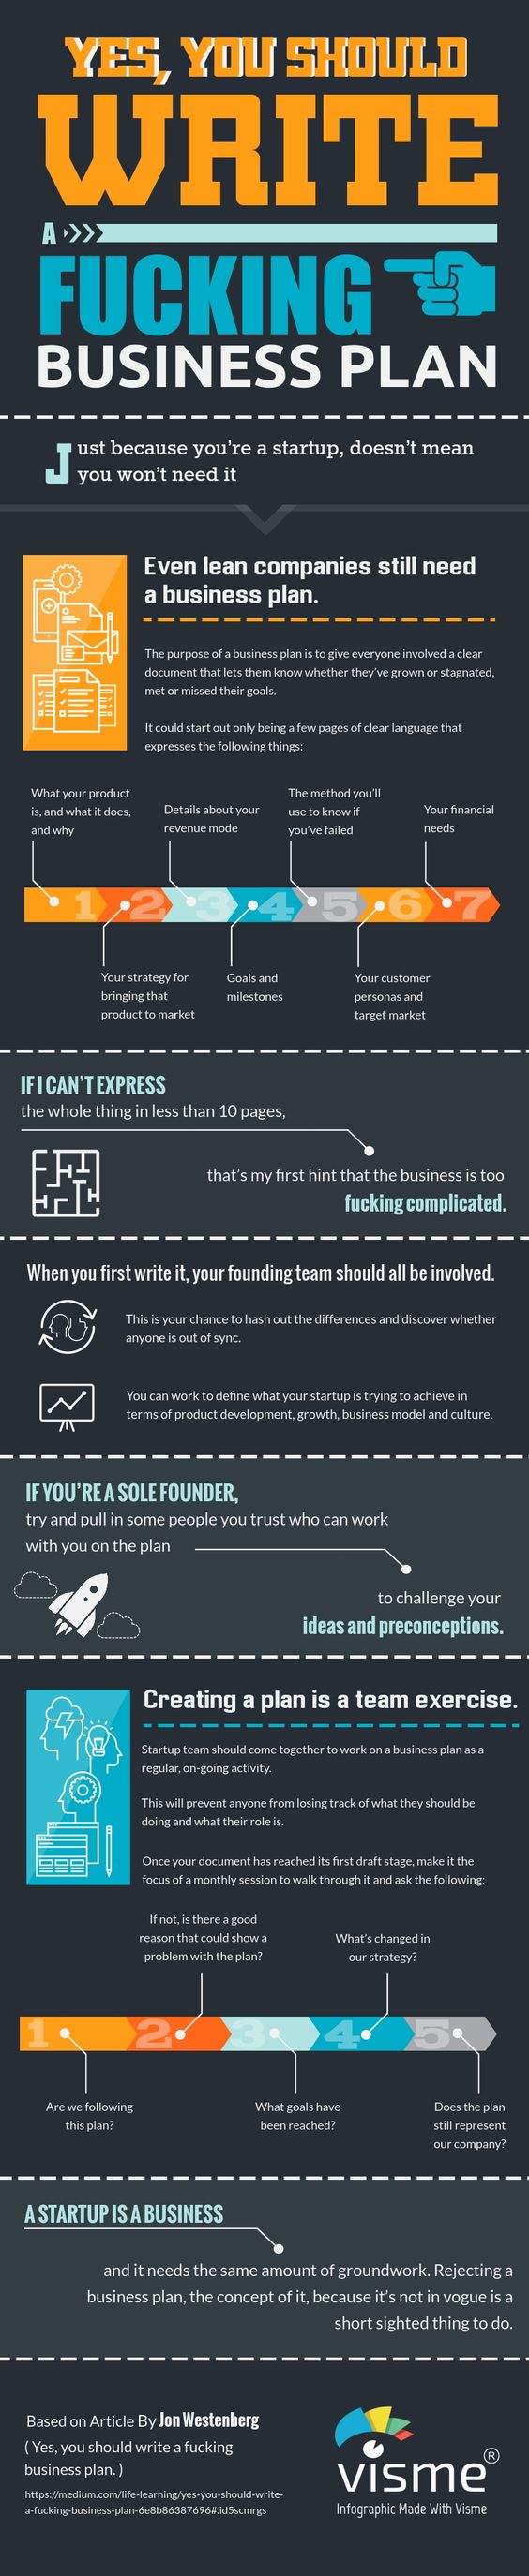 YES, YOU SHOULD
WRITE
A
FUCKING
BUSINESS PLAN
Just because you're a startup, doesn't mean
you won't need it
Even lean companies still need
a business plan.
The purpose of a business plan is to give everyone involved a clear
document that lets them know whether they've grown or stagnated,
met or missed their goals.
It could start out only being a few pages of clear language that
expresses the following things:
What your product
is, and what it does,
and why
Details about your
revenue mode
The method you'll
use to know if
you've failed
Your financial
needs
1 2 3 4 5 6 7
Your strategy for
bringing that
product to market
Goals and
milestones
Your customer
personas and
target market
IF I CAN'T EXPRESS
the whole thing in less than 10 pages,
that's my first hint that the business is too
fucking complicated.
When you first write it, your founding team should all be involved.
This is your chance to hash out the differences and discover whether
anyone is out of sync.
You can work to define what your startup is trying to achieve in
terms of product development, growth, business model and culture.
IF YOU'RE A SOLE FOUNDER,
try and pull in some people you trust who can work
with you on the plan
to challenge your
ideas and preconceptions.
Creating a plan is a team exercise.
Startup team should come together to work on a business plan as a
regular, on-going activity.
This will prevent anyone from losing track of what they should be
doing and what their role is.
Once your document has reached its first draft stage, make it the
focus of a monthly session to walk through it and ask the following:
If not, is there a good
reason that could show a
problem with the plan?
What's changed in
our strategy?
1 2 3 4 5
Are we following
this plan?
What goals have
been reached?
Does the plan
still represent
our company?
A STARTUP IS A BUSINESS
and it needs the same amount of groundwork. Rejecting a
business plan, the concept of it, because it's not in vogue is a
short sighted thing to do.
Based on Article By Jon Westenberg
( Yes, you should write a fucking
business plan. )
https://medium.com/life-learning/yes-you-should-write-
a-fucking-business-plan-6e8b86387696#.id5scmrgs
visme®
Infographic Made With Visme